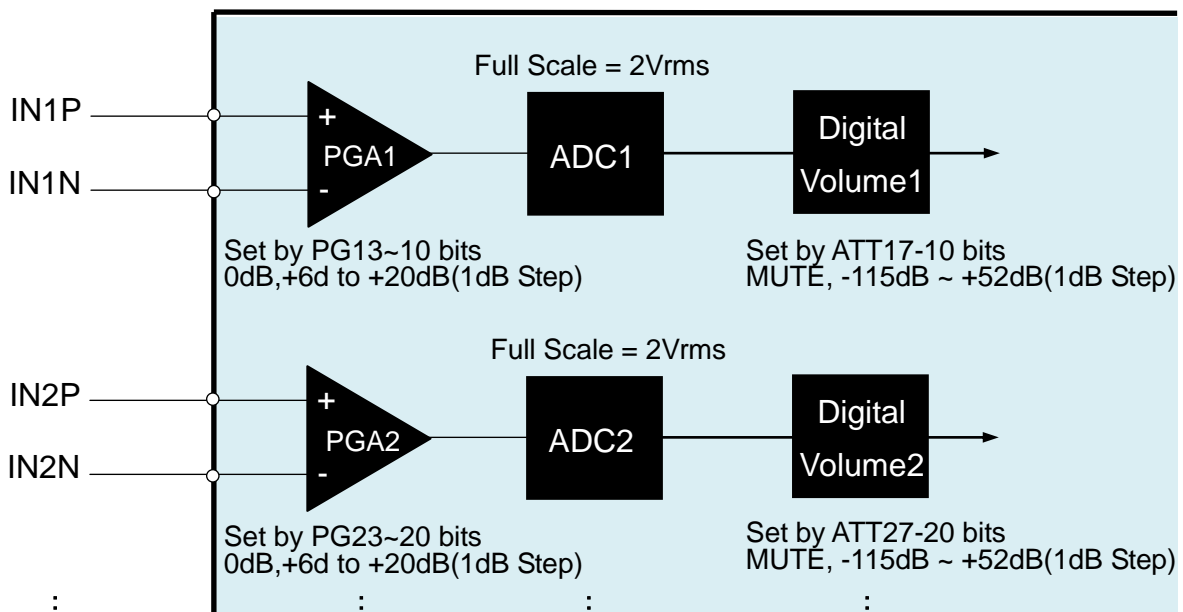 Full Scale = 2Vrms
IN1P
+
PGA1
-
IN1N
ADC1
Digital
Volume1
Set by PG13~10 bits
0dB,+6d to +20dB(1dB Step)
Set by ATT17-10 bits
MUTE, -115dB ~ +52dB(1dB Step)
Full Scale = 2Vrms
IN2P
+
PGA2
-
IN2N
ADC2
Digital
Volume2
Set by PG23~20 bits
0dB,+6d to +20dB(1dB Step)
Set by ATT27-20 bits
MUTE, -115dB ~ +52dB(1dB Step)
: : : :